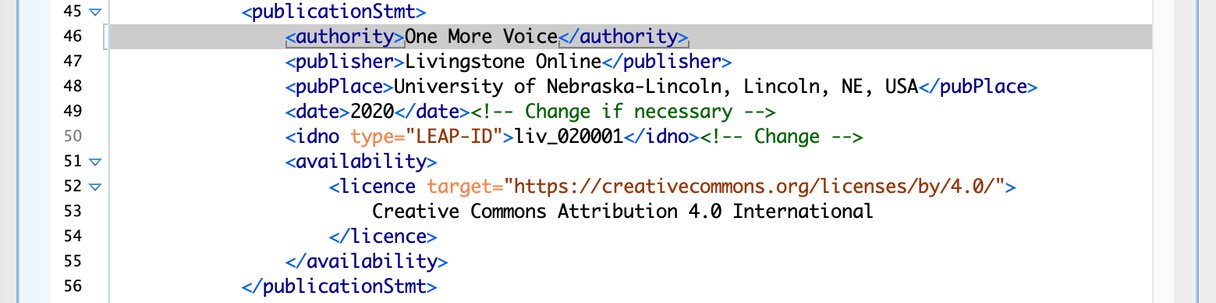 45 <publicationStmt>
46 <authority>One More Voice</authority>
47 <publisher>Livingstone Online</publisher>
48 <pubPlace>University of Nebraska-Lincoln, Lincoln, NE, USA</pubPlace>
49 <date>2020</date><!-- Change if necessary -->
50 <idno type="LEAP-ID">liv_020001</idno><!-- Change -->
51 <availability>
52 <licence target="https://creativecommons.org/licenses/by/4.0/">
53 Creative Commons Attribution 4.0 International
54 </licence>
55 </availability>
56 </publicationStmt>